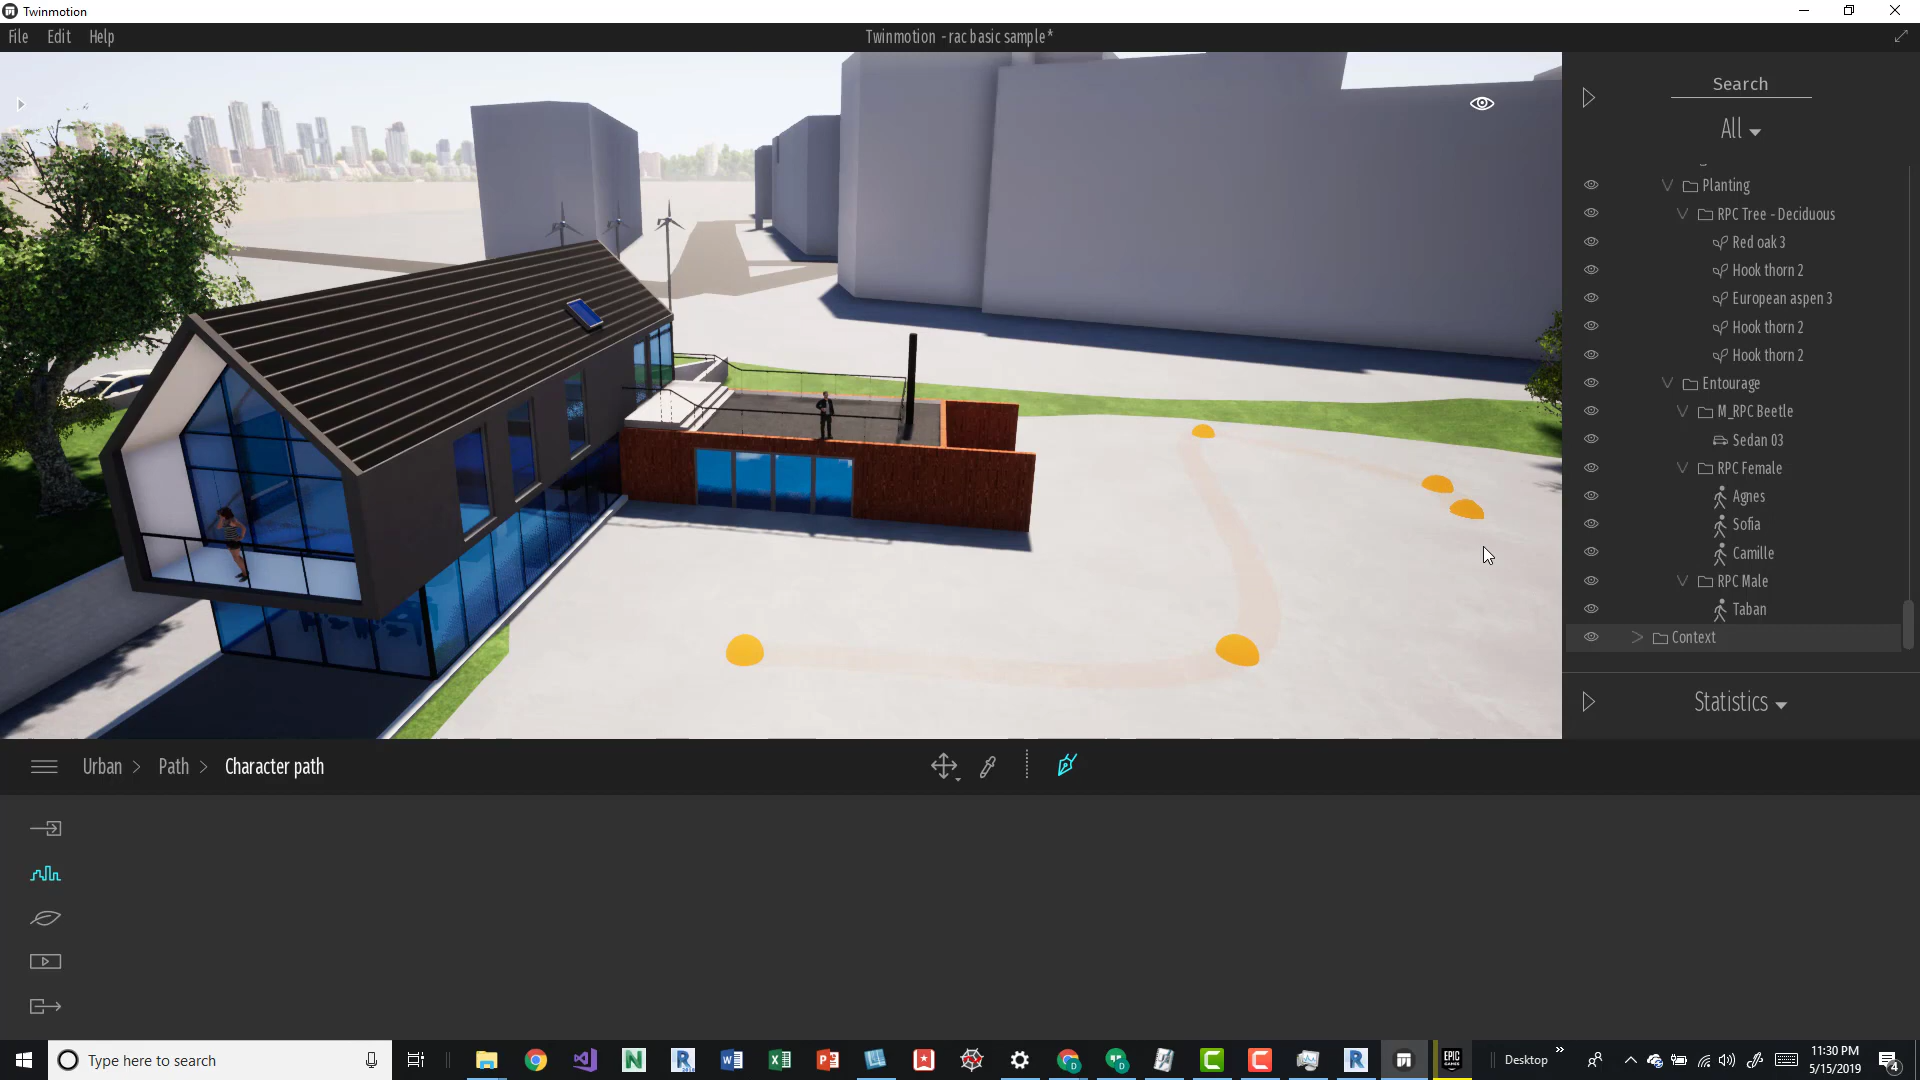 Twinmotion
File Edit Help
Twinmotion - rac basic sample*
Search
All
Planting
RPC Tree - Deciduous
Red oak 3
Hook thorn 2
European aspen 3
Hook thorn 2
Hook thorn 2
Entourage
M_RPC Beetle
Sedan 03
RPC Female
Agnes
Sofia
Camille
RPC Male
Taban
Context
Statistics
Urban > Path > Character path
Type here to search
Desktop
11:30 PM
5/15/2019
4